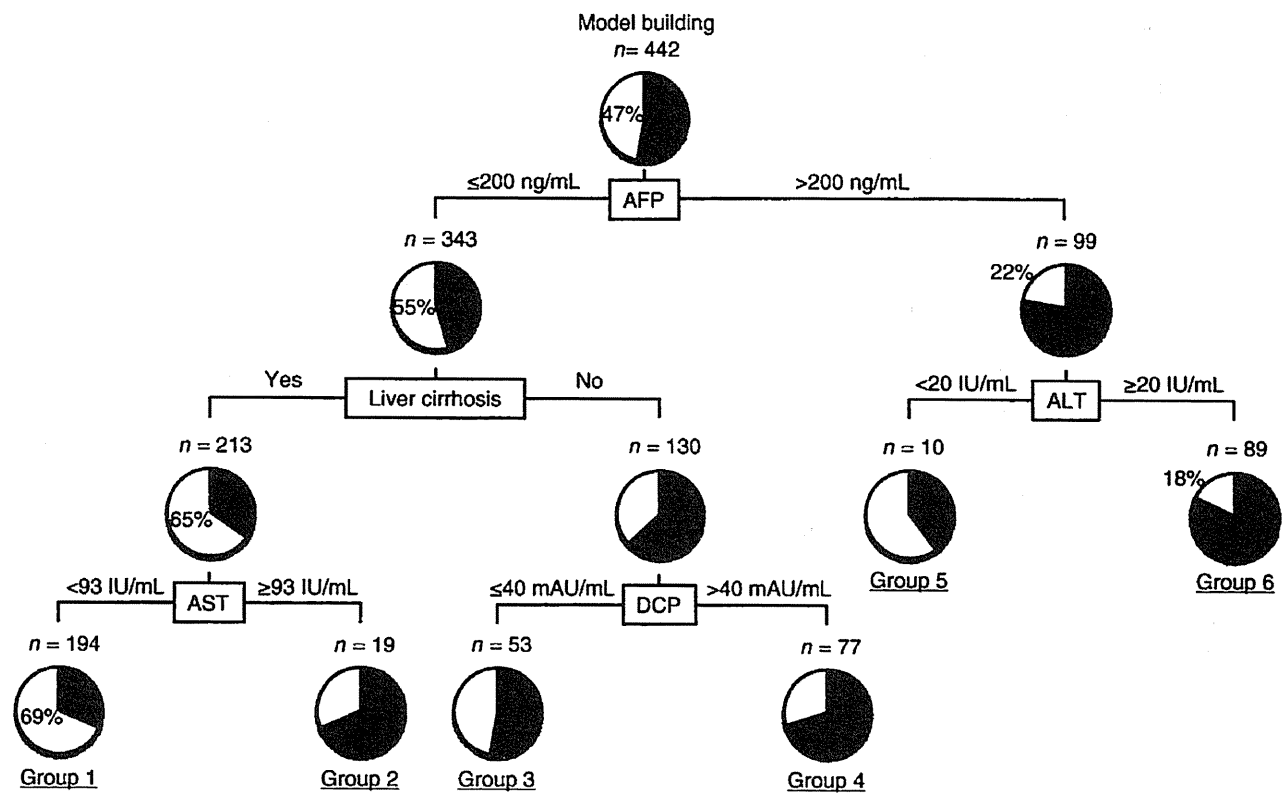 Model building
n= 442
47%
≤200 ng/mL
AFP
>200 ng/mL
n = 343
55%
n = 99
22%
Yes
Liver cirrhosis
No
<20 IU/mL
ALT
≥20 IU/mL
n = 213
65%
n = 130
n = 10
Group 5
n = 89
18%
Group 6
<93 IU/mL
AST
≥93 IU/mL
≤40 mAU/mL
DCP
>40 mAU/mL
n = 194
69%
Group 1
n = 19
Group 2
n = 53
Group 3
n = 77
Group 4